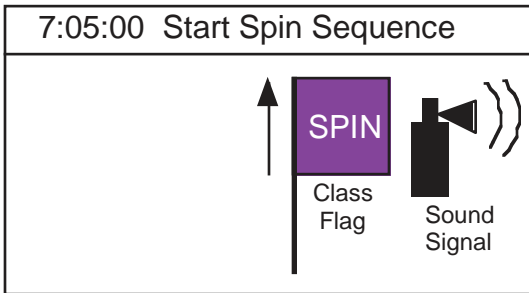 7:05:00 Start Spin Sequence
SPIN
Class
Flag
Sound
Signal